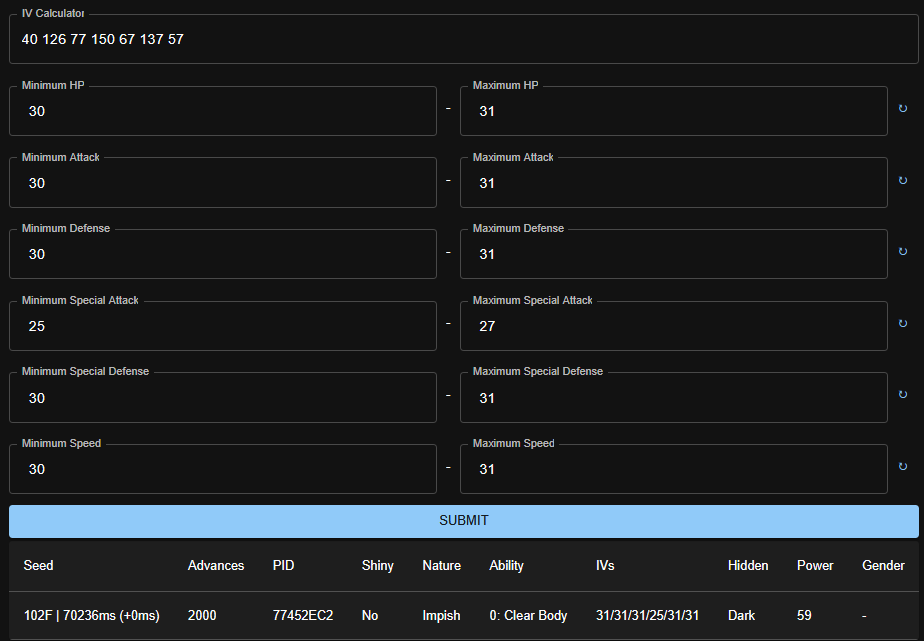 IV Calculator
40 126 77 150 67 137 57
Minimum HP Maximum HP
30 - 31 ↻
Minimum Attack Maximum Attack
30 - 31 ↻
Minimum Defense Maximum Defense
30 - 31 ↻
Minimum Special Attack Maximum Special Attack
25 - 27 ↻
Minimum Special Defense Maximum Special Defense
30 - 31 ↻
Minimum Speed Maximum Speed
30 - 31 ↻
SUBMIT
Seed Advances PID Shiny Nature Ability IVs Hidden Power Gender
102F | 70236ms (+0ms) 2000 77452EC2 No Impish 0: Clear Body 31/31/31/25/31/31 Dark 59 -